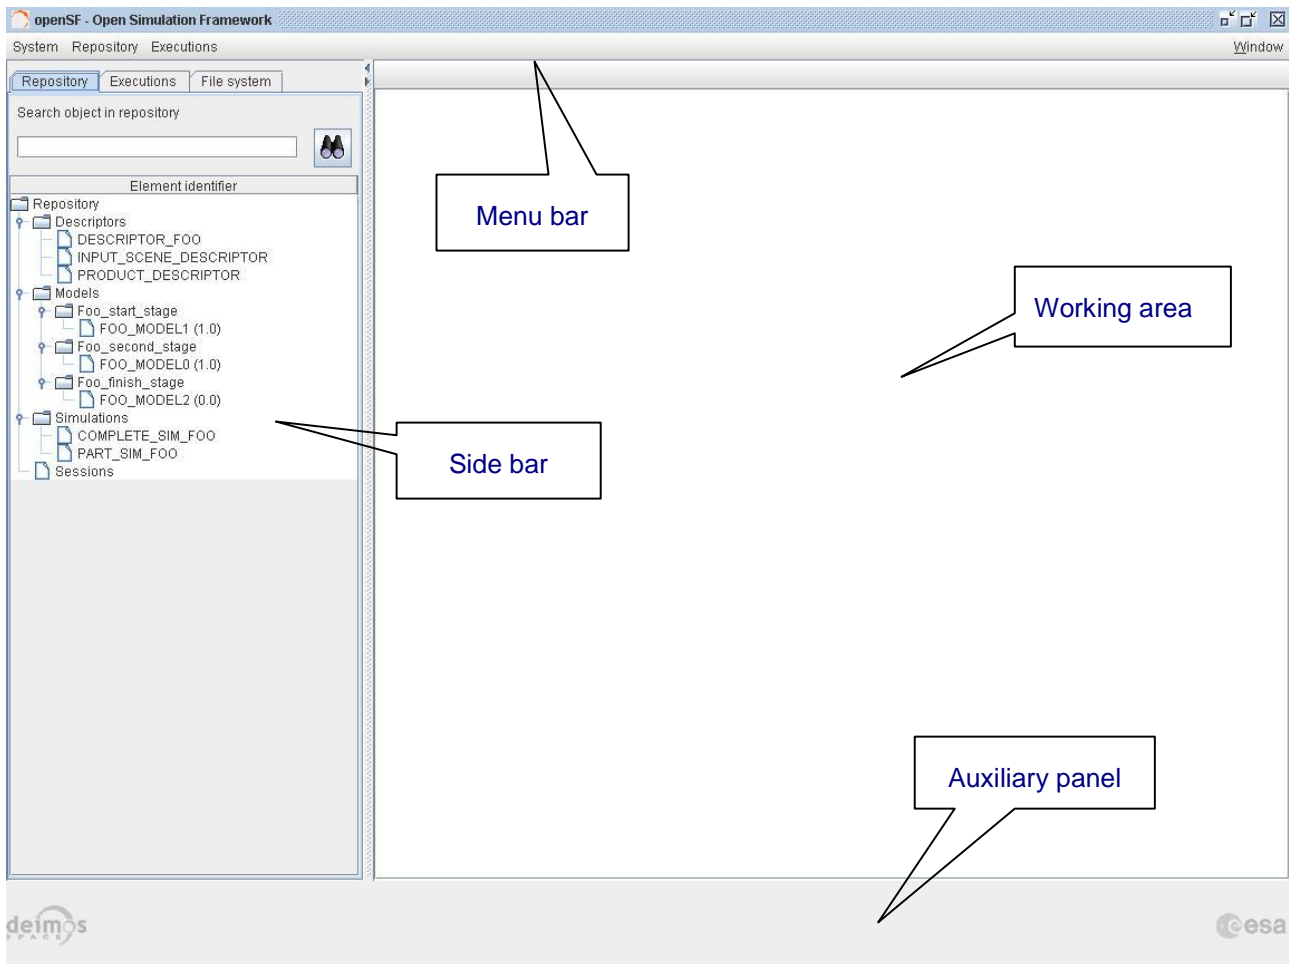 openSF - Open Simulation Framework
System Repository Executions Window
Repository Executions File system
Search object in repository
Menu bar
Element identifier
Repository
Descriptors
DESCRIPTOR_FOO
INPUT_SCENE_DESCRIPTOR
PRODUCT_DESCRIPTOR
Models
Foo_start_stage
FOO_MODEL1 (1.0)
Foo_second_stage
FOO_MODEL0 (1.0)
Foo_finish_stage
FOO_MODEL2 (0.0)
Simulations
COMPLETE_SIM_FOO
PART_SIM_FOO
Sessions
Working area
Side bar
Auxiliary panel
deimos
SPACE
esa